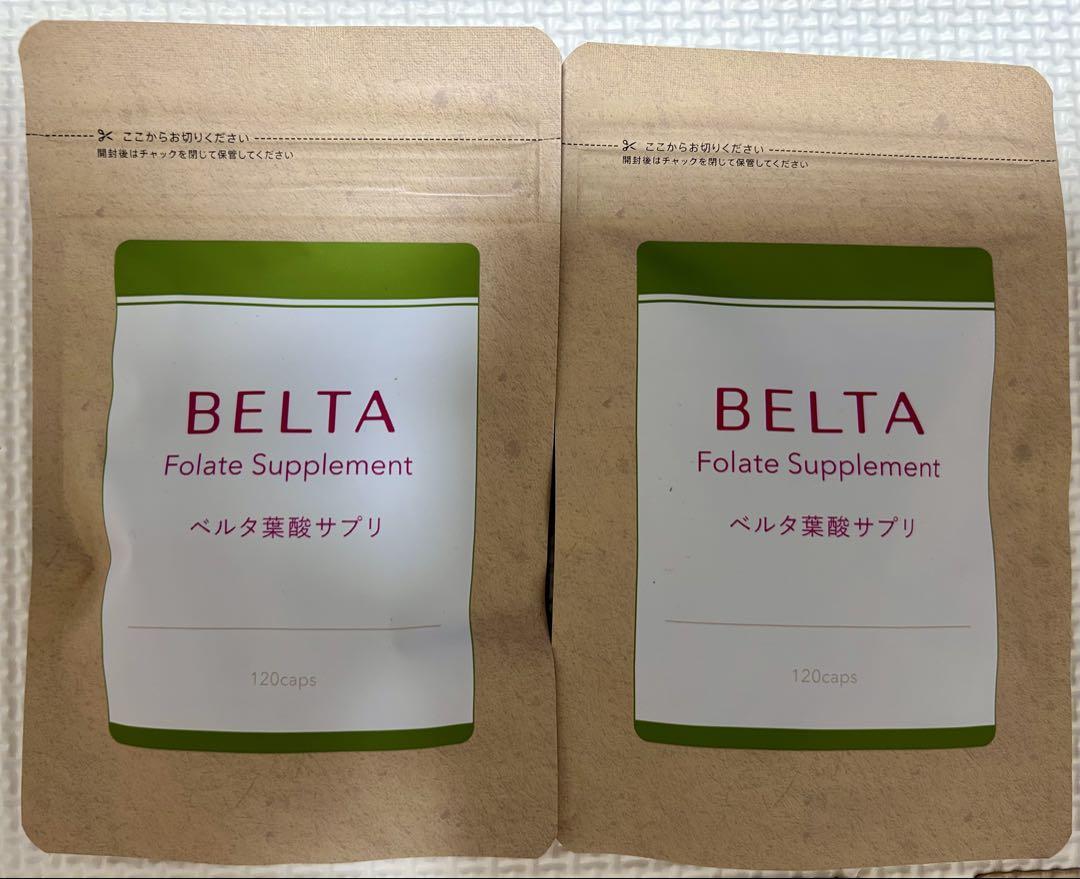 ここからお切りください
開封後はチャックを閉じて保管してください
BELTA
Folate Supplement
ベルタ葉酸サプリ
120caps
ここからお切りください
開封後はチャックを閉じて保管してください
BELTA
Folate Supplement
ベルタ葉酸サプリ
120caps